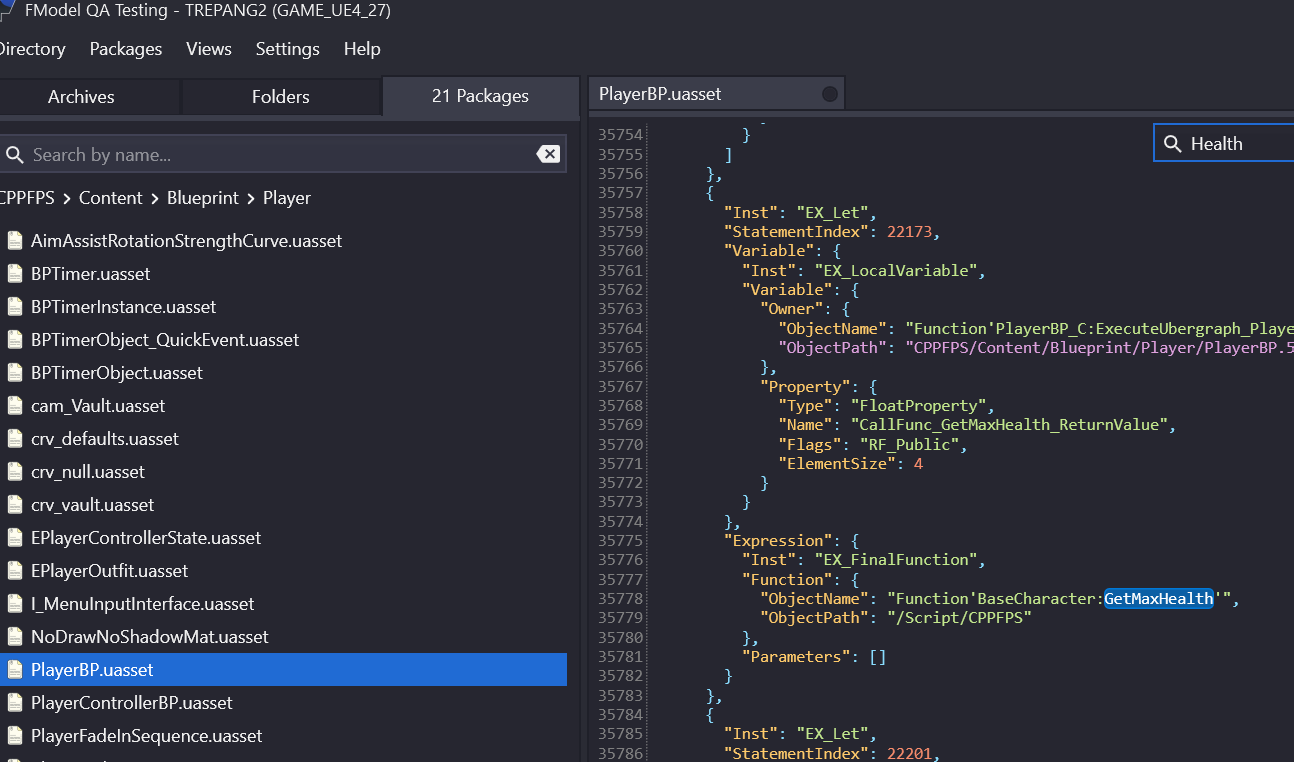 FModel QA Testing - TREPANG2 (GAME_UE4_27)
Directory Packages Views Settings Help
Archives Folders 21 Packages
Search by name...
CPPFPS > Content > Blueprint > Player
AimAssistRotationStrengthCurve.uasset
BPTimer.uasset
BPTimerInstance.uasset
BPTimerObject_QuickEvent.uasset
BPTimerObject.uasset
cam_Vault.uasset
crv_defaults.uasset
crv_null.uasset
crv_vault.uasset
EPlayerControllerState.uasset
EPlayerOutfit.uasset
I_MenuInputInterface.uasset
NoDrawNoShadowMat.uasset
PlayerBP.uasset
PlayerControllerBP.uasset
PlayerFadeInSequence.uasset
PlayerBP.uasset
Health
35754 }
35755 ]
35756 },
35757 {
35758 "Inst": "EX_Let",
35759 "StatementIndex": 22173,
35760 "Variable": {
35761 "Inst": "EX_LocalVariable",
35762 "Variable": {
35763 "Owner": {
35764 "ObjectName": "Function'PlayerBP_C:ExecuteUbergraph_Playe
35765 "ObjectPath": "CPPFPS/Content/Blueprint/Player/PlayerBP.5
35766 },
35767 "Property": {
35768 "Type": "FloatProperty",
35769 "Name": "CallFunc_GetMaxHealth_ReturnValue",
35770 "Flags": "RF_Public",
35771 "ElementSize": 4
35772 }
35773 }
35774 },
35775 "Expression": {
35776 "Inst": "EX_FinalFunction",
35777 "Function": {
35778 "ObjectName": "Function'BaseCharacter:GetMaxHealth'",
35779 "ObjectPath": "/Script/CPPFPS"
35780 },
35781 "Parameters": []
35782 }
35783 },
35784 {
35785 "Inst": "EX_Let",
35786 "StatementIndex": 22201,